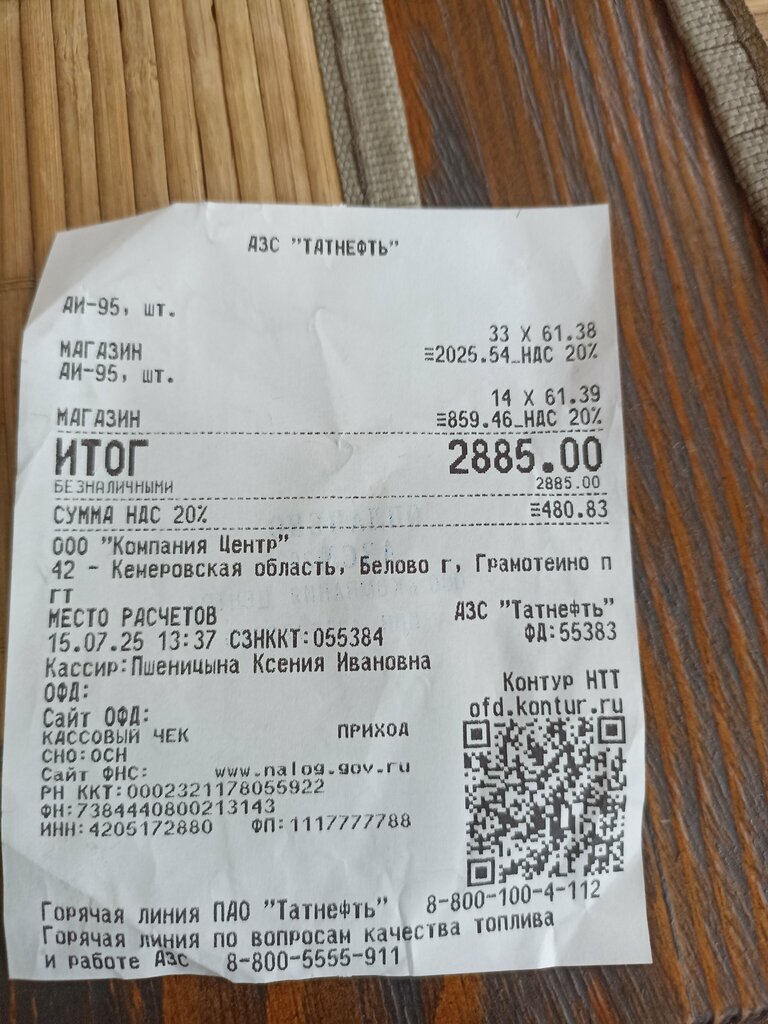 АЗС "ТАТНЕФТЬ"
АИ-95, шт.
33 X 61.38
МАГАЗИН ≡2025.54_НДС 20%
АИ-95, шт.
14 X 61.39
МАГАЗИН ≡859.46_НДС 20%
ИТОГ 2885.00
БЕЗНАЛИЧНЫМИ 2885.00
СУММА НДС 20% ≡480.83
ООО "Компания Центр"
42 - Кемеровская область, Белово г, Грамотеино п
гт
МЕСТО РАСЧЕТОВ АЗС "Татнефть"
15.07.25 13:37 СЗНККТ:055384 ФД:55383
Кассир:Пшеницына Ксения Ивановна
ОФД: Контур НТТ
Сайт ОФД: ofd.kontur.ru
КАССОВЫЙ ЧЕК ПРИХОД
СНО:ОСН
Сайт ФНС: www.nalog.gov.ru
РН ККТ:0002321178055922
ФН:7384440800213143
ИНН:4205172880 ФП:1117777788
Горячая линия ПАО "Татнефть" 8-800-100-4-112
Горячая линия по вопросам качества топлива
и работе АЗС 8-800-5555-911